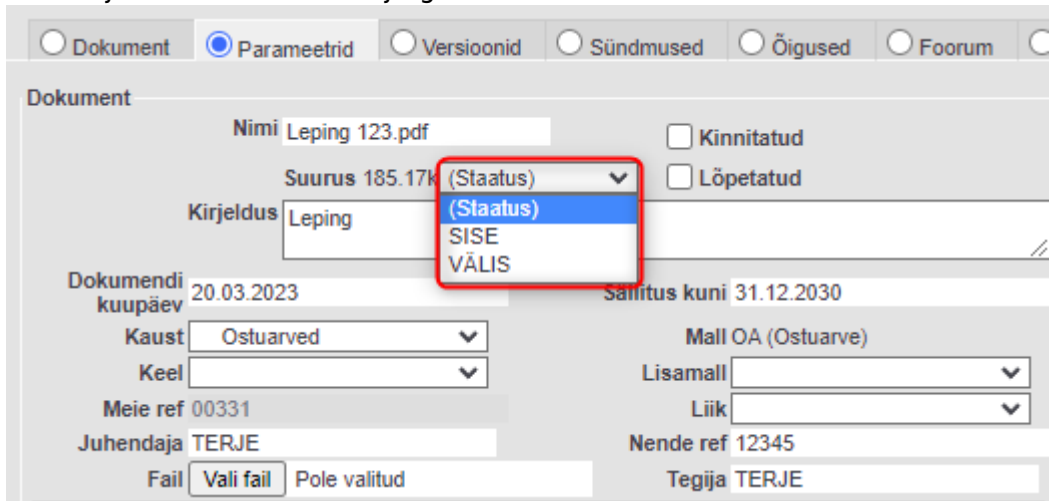 Dokument Parameetrid Versioonid Sündmused Õigused Foorum
Dokument
Nimi Leping 123.pdf Kinnitatud
Suurus 185.17k (Staatus) Lõpetatud
(Staatus)
Kirjeldus Leping
SISE
VÄLIS
Dokumendi
kuupäev 20.03.2023 Säilitus kuni 31.12.2030
Kaust Ostuarved Mall OA (Ostuarve)
Keel Lisamall
Meie ref 00331 Liik
Juhendaja TERJE Nende ref 12345
Fail Vali fail Pole valitud Tegija TERJE